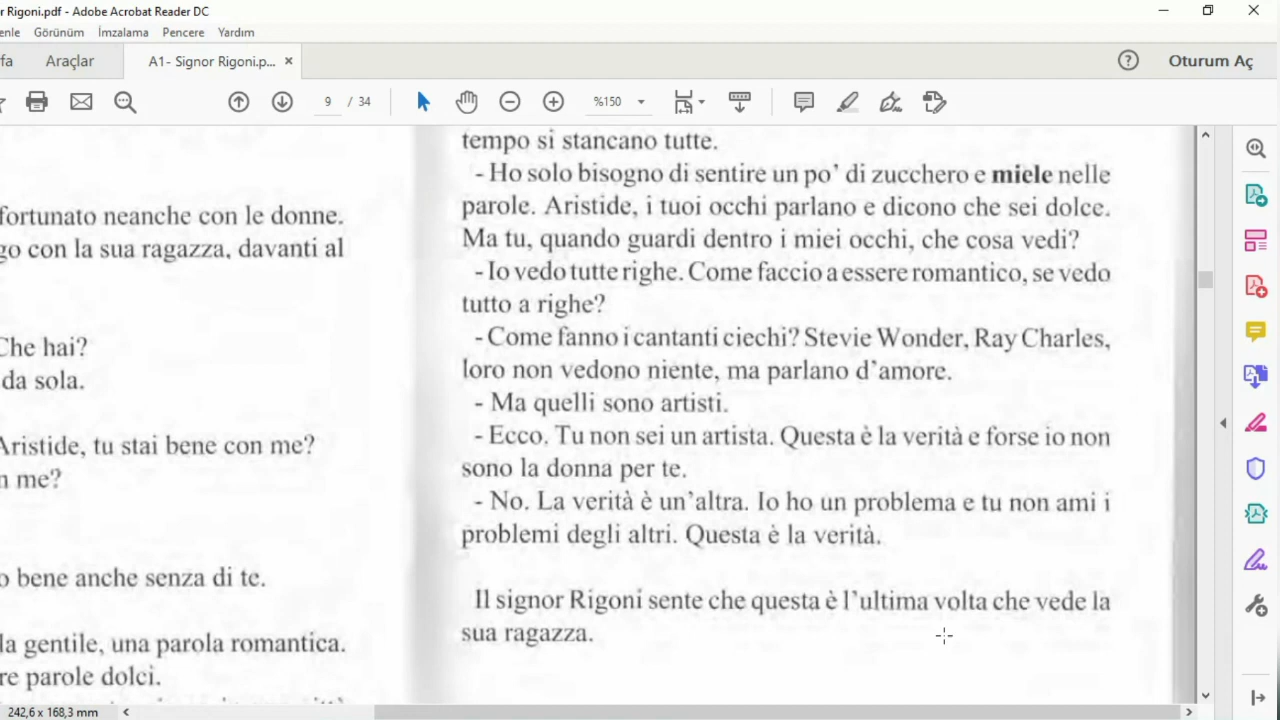 r Rigoni.pdf - Adobe Acrobat Reader DC
enle Görünüm İmzalama Pencere Yardım
fa Araçlar A1- Signor Rigoni.p... Oturum Aç
9 / 34 %150
fortunato neanche con le donne.
go con la sua ragazza, davanti al
Che hai?
da sola.
Aristide, tu stai bene con me?
n me?
o bene anche senza di te.
la gentile, una parola romantica.
re parole dolci.
tempo si stancano tutte.
- Ho solo bisogno di sentire un po' di zucchero e miele nelle
parole. Aristide, i tuoi occhi parlano e dicono che sei dolce.
Ma tu, quando guardi dentro i miei occhi, che cosa vedi?
- Io vedo tutte righe. Come faccio a essere romantico, se vedo
tutto a righe?
- Come fanno i cantanti ciechi? Stevie Wonder, Ray Charles,
loro non vedono niente, ma parlano d'amore.
- Ma quelli sono artisti.
- Ecco. Tu non sei un artista. Questa è la verità e forse io non
sono la donna per te.
- No. La verità è un'altra. Io ho un problema e tu non ami i
problemi degli altri. Questa è la verità.
Il signor Rigoni sente che questa è l'ultima volta che vede la
sua ragazza.
242,6 x 168,3 mm